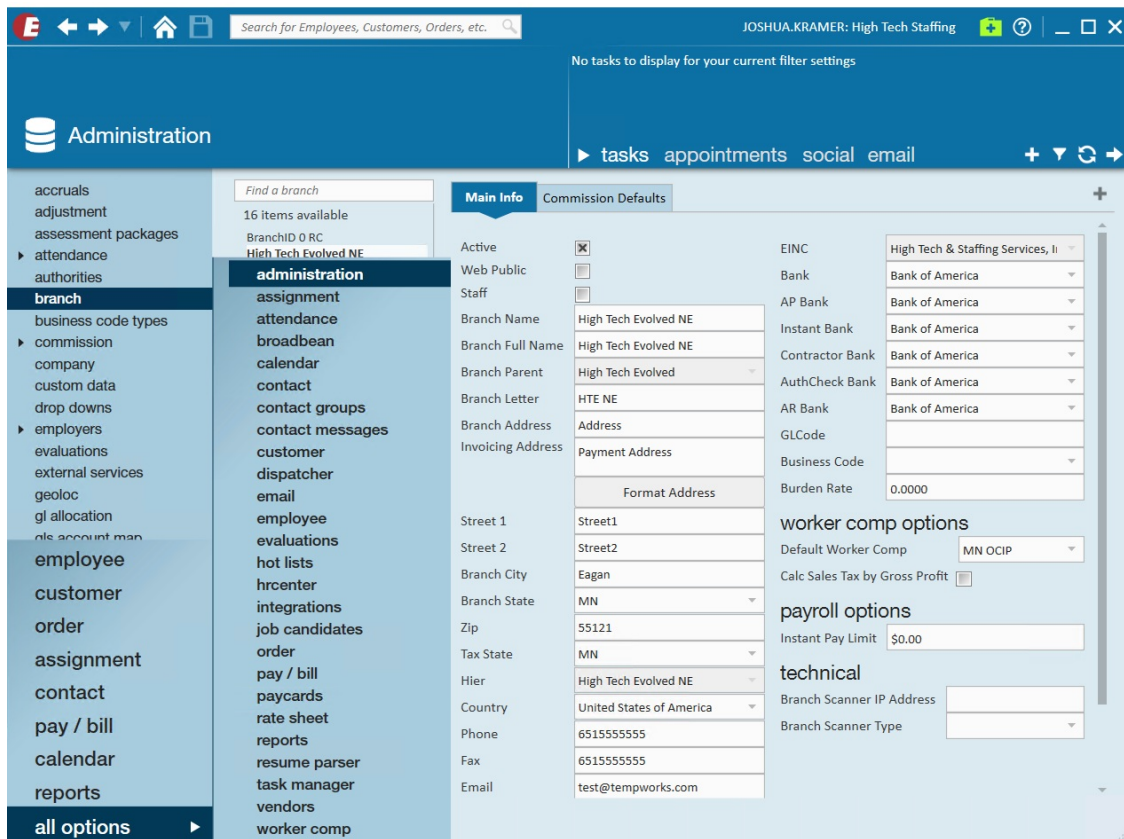 E
Search for Employees, Customers, Orders, etc.
JOSHUA.KRAMER: High Tech Staffing
No tasks to display for your current filter settings
Administration
tasks appointments social email
accruals
adjustment
assessment packages
attendance
authorities
branch
business code types
commission
company
custom data
drop downs
employers
evaluations
external services
geoloc
gl allocation
gls account map
employee
customer
order
assignment
contact
pay / bill
calendar
reports
all options
Find a branch
16 items available
BranchID 0 RC
High Tech Evolved NE
administration
assignment
attendance
broadbean
calendar
contact
contact groups
contact messages
customer
dispatcher
email
employee
evaluations
hot lists
hrcenter
integrations
job candidates
order
pay / bill
paycards
rate sheet
reports
resume parser
task manager
vendors
worker comp
Main Info Commission Defaults
Active
Web Public
Staff
Branch Name High Tech Evolved NE
Branch Full Name High Tech Evolved NE
Branch Parent High Tech Evolved
Branch Letter HTE NE
Branch Address Address
Invoicing Address Payment Address
Format Address
Street 1 Street1
Street 2 Street2
Branch City Eagan
Branch State MN
Zip 55121
Tax State MN
Hier High Tech Evolved NE
Country United States of America
Phone 6515555555
Fax 6515555555
Email test@tempworks.com
EINC High Tech & Staffing Services,
Bank Bank of America
AP Bank Bank of America
Instant Bank Bank of America
Contractor Bank Bank of America
AuthCheck Bank Bank of America
AR Bank Bank of America
GLCode
Business Code
Burden Rate 0.0000
worker comp options
Default Worker Comp MN OCIP
Calc Sales Tax by Gross Profit
payroll options
Instant Pay Limit $0.00
technical
Branch Scanner IP Address
Branch Scanner Type